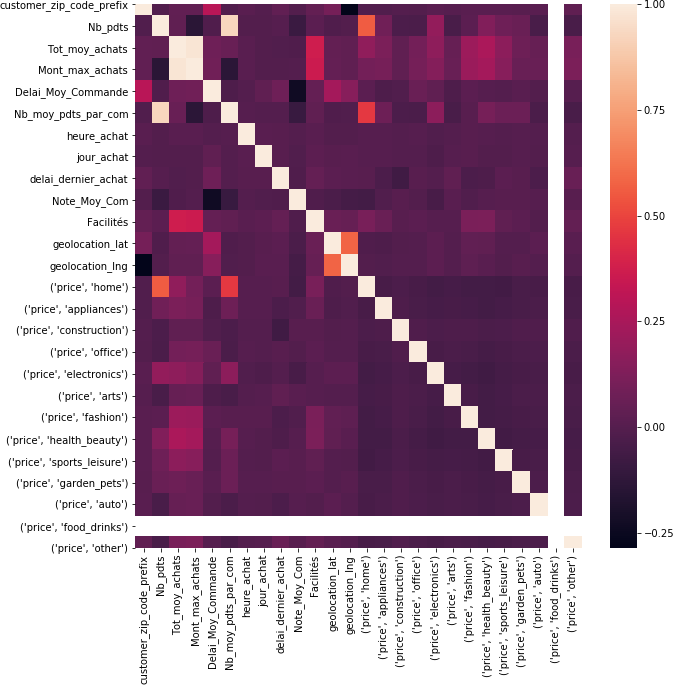 customer_zip_code_prefix
Nb_pdts
Tot_moy_achats
Mont_max_achats
Delai_Moy_Commande
Nb_moy_pdts_par_com
heure_achat
jour_achat
delai_dernier_achat
Note_Moy_Com
Facilités
geolocation_lat
geolocation_lng
('price', 'home')
('price', 'appliances')
('price', 'construction')
('price', 'office')
('price', 'electronics')
('price', 'arts')
('price', 'fashion')
('price', 'health_beauty')
('price', 'sports_leisure')
('price', 'garden_pets')
('price', 'auto')
('price', 'food_drinks')
('price', 'other')
customer_zip_code_prefix
Nb_pdts
Tot_moy_achats
Mont_max_achats
Delai_Moy_Commande
Nb_moy_pdts_par_com
heure_achat
jour_achat
delai_dernier_achat
Note_Moy_Com
Facilités
geolocation_lat
geolocation_lng
('price', 'home')
('price', 'appliances')
('price', 'construction')
('price', 'office')
('price', 'electronics')
('price', 'arts')
('price', 'fashion')
('price', 'health_beauty')
('price', 'sports_leisure')
('price', 'garden_pets')
('price', 'auto')
('price', 'food_drinks')
('price', 'other')
1.00
0.75
0.50
0.25
0.00
−0.25